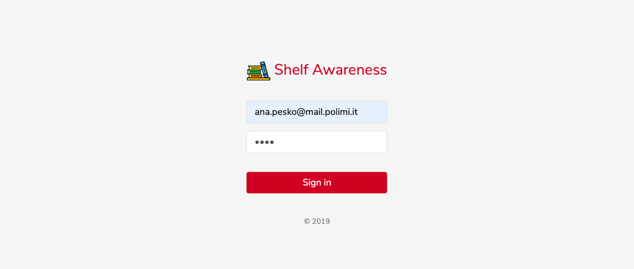 Shelf Awareness
ana.pesko@mail.polimi.it
••••
Sign in
© 2019